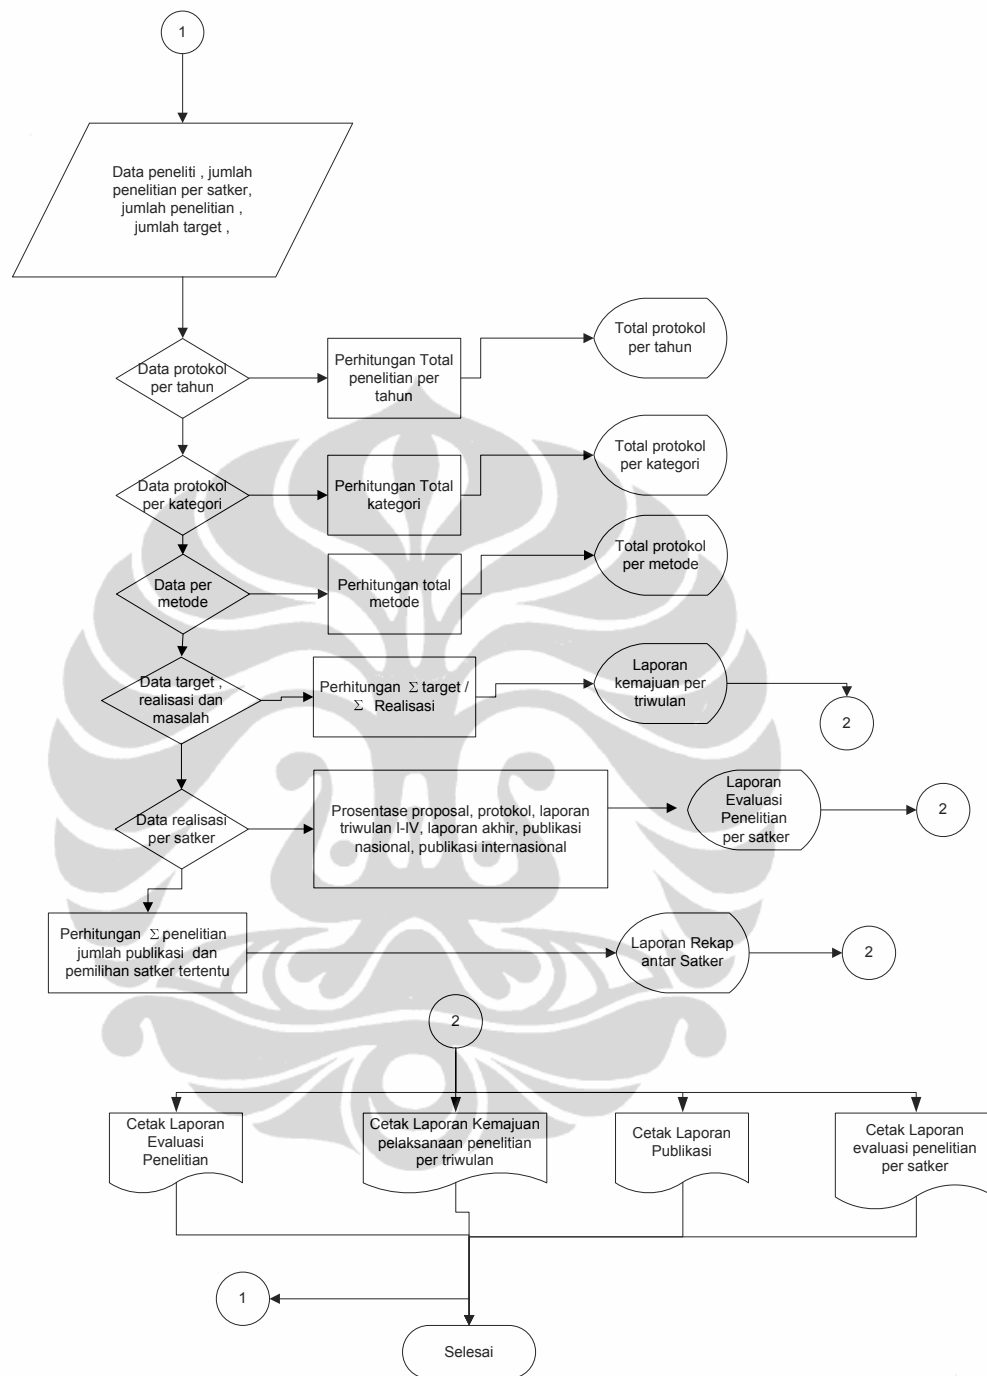 1
Data peneliti , jumlah
penelitian per satker,
jumlah penelitian ,
jumlah target ,
Data protokol
per tahun
Perhitungan Total
penelitian per
tahun
Total protokol
per tahun
Data protokol
per kategori
Perhitungan Total
kategori
Total protokol
per kategori
Data per
metode
Perhitungan total
metode
Total protokol
per metode
Data target ,
realisasi dan
masalah
Perhitungan Σ target /
Σ Realisasi
Laporan
kemajuan per
triwulan
2
Data realisasi
per satker
Prosentase proposal, protokol, laporan
triwulan I-IV, laporan akhir, publikasi
nasional, publikasi internasional
Laporan
Evaluasi
Penelitian
per satker
2
Perhitungan Σ penelitian
jumlah publikasi dan
pemilihan satker tertentu
Laporan Rekap
antar Satker
2
2
Cetak Laporan
Evaluasi
Penelitian
Cetak Laporan Kemajuan
pelaksanaan penelitian
per triwulan
Cetak Laporan
Publikasi
Cetak Laporan
evaluasi penelitian
per satker
1
Selesai